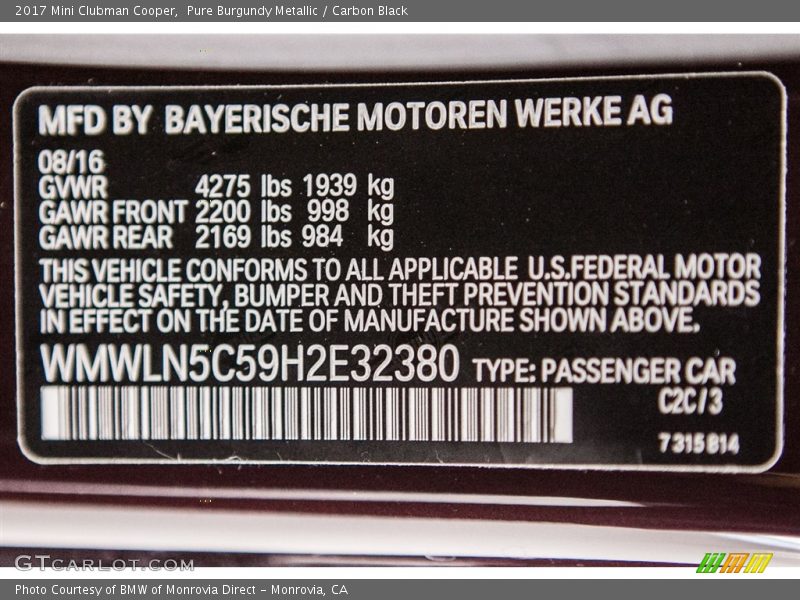 2017 Mini Clubman Cooper,  Pure Burgundy Metallic / Carbon Black
MFD BY BAYERISCHE MOTOREN WERKE AG
08/16
GVWR 4275 lbs 1939 kg
GAWR FRONT 2200 lbs 998 kg
GAWR REAR 2169 lbs 984 kg
THIS VEHICLE CONFORMS TO ALL APPLICABLE U.S.FEDERAL MOTOR
VEHICLE SAFETY, BUMPER AND THEFT PREVENTION STANDARDS
IN EFFECT ON THE DATE OF MANUFACTURE SHOWN ABOVE.
WMWLN5C59H2E32380 TYPE: PASSENGER CAR
C2C / 3
7315814
GTCARLOT.COM
Photo Courtesy of BMW of Monrovia Direct – Monrovia, CA